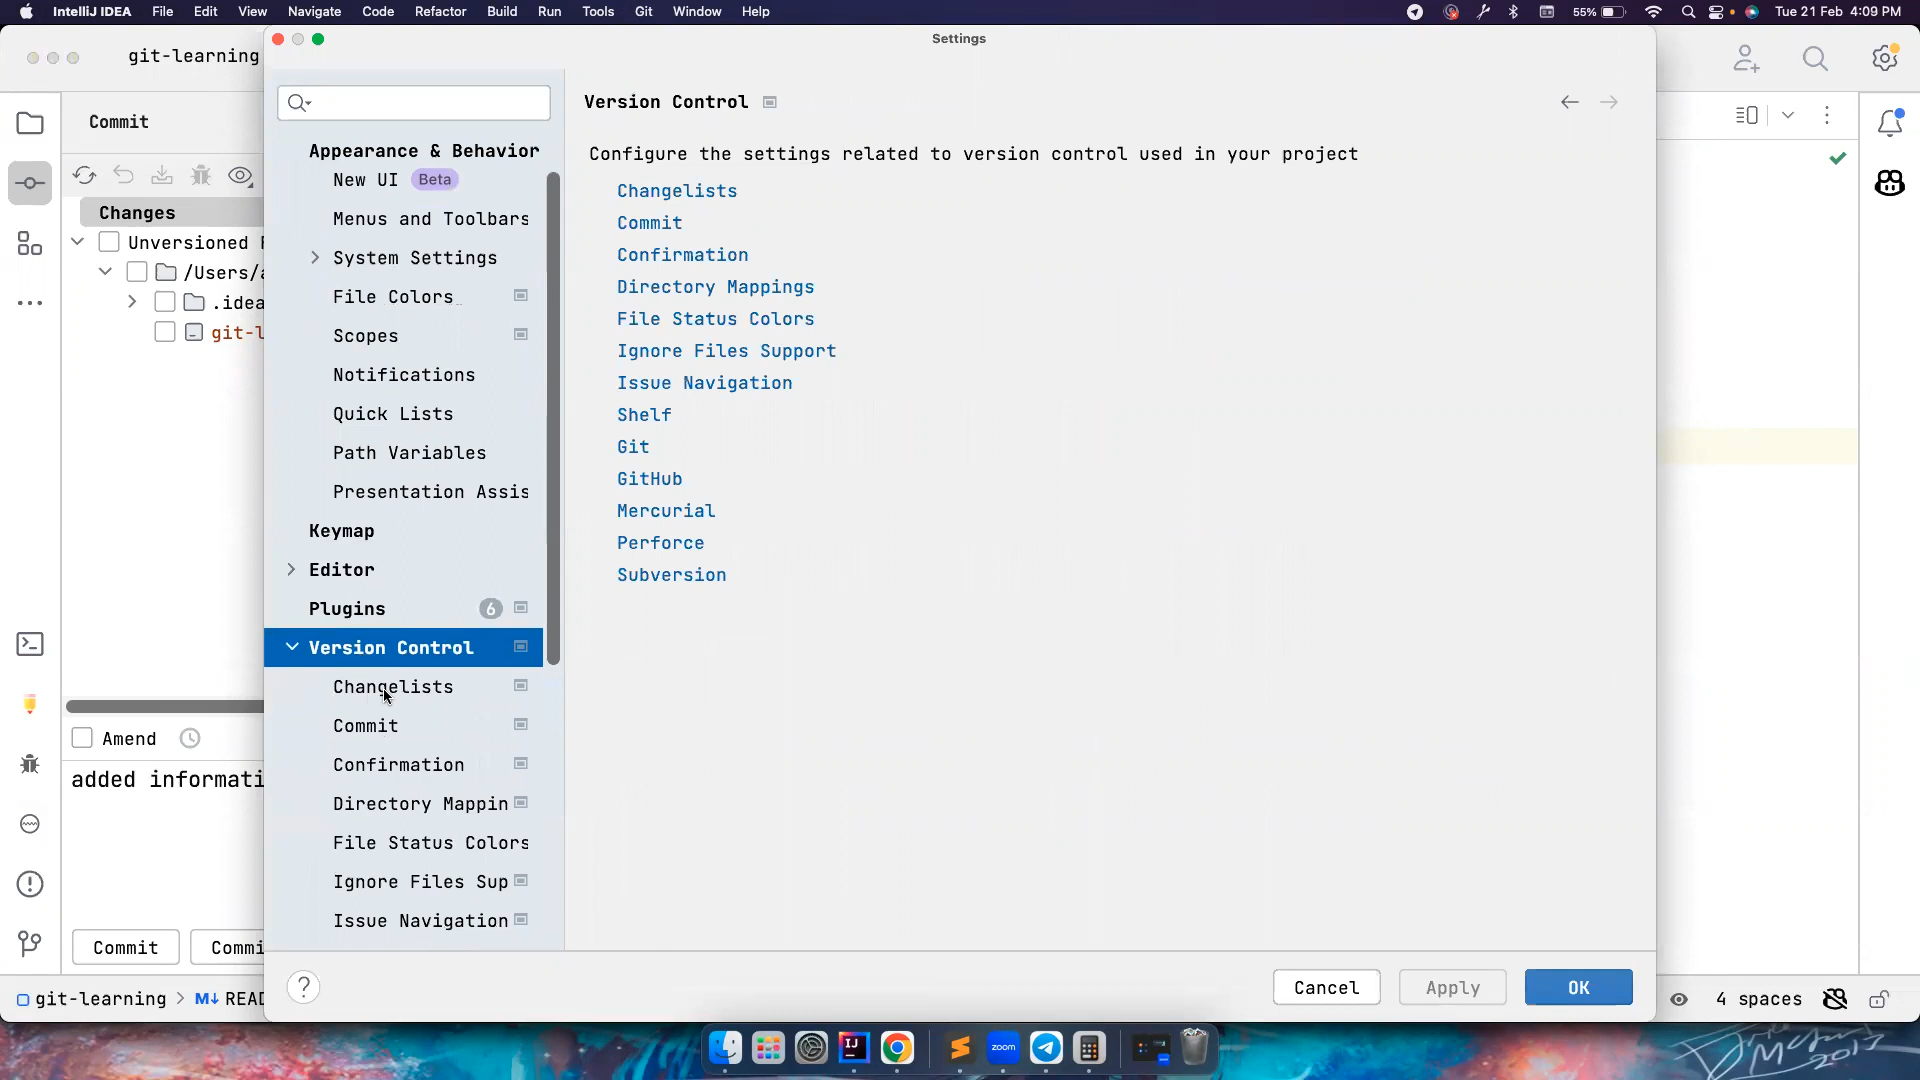 IntelliJ IDEA File Edit View Navigate Code Refactor Build Run Tools Git Window Help 55% Tue 21 Feb 4:09 PM
Settings
git-learning
Commit
Changes
Unversioned F
/Users/a
.idea
git-l
Amend
added informati
Commit Commi
Appearance & Behavior
New UI Beta
Menus and Toolbars
System Settings
File Colors
Scopes
Notifications
Quick Lists
Path Variables
Presentation Assis
Keymap
Editor
Plugins 6
Version Control
Changelists
Commit
Confirmation
Directory Mappin
File Status Colors
Ignore Files Sup
Issue Navigation
Version Control
Configure the settings related to version control used in your project
Changelists
Commit
Confirmation
Directory Mappings
File Status Colors
Ignore Files Support
Issue Navigation
Shelf
Git
GitHub
Mercurial
Perforce
Subversion
? Cancel Apply OK
git-learning > M↓ READ 4 spaces
IJ zoom
2017